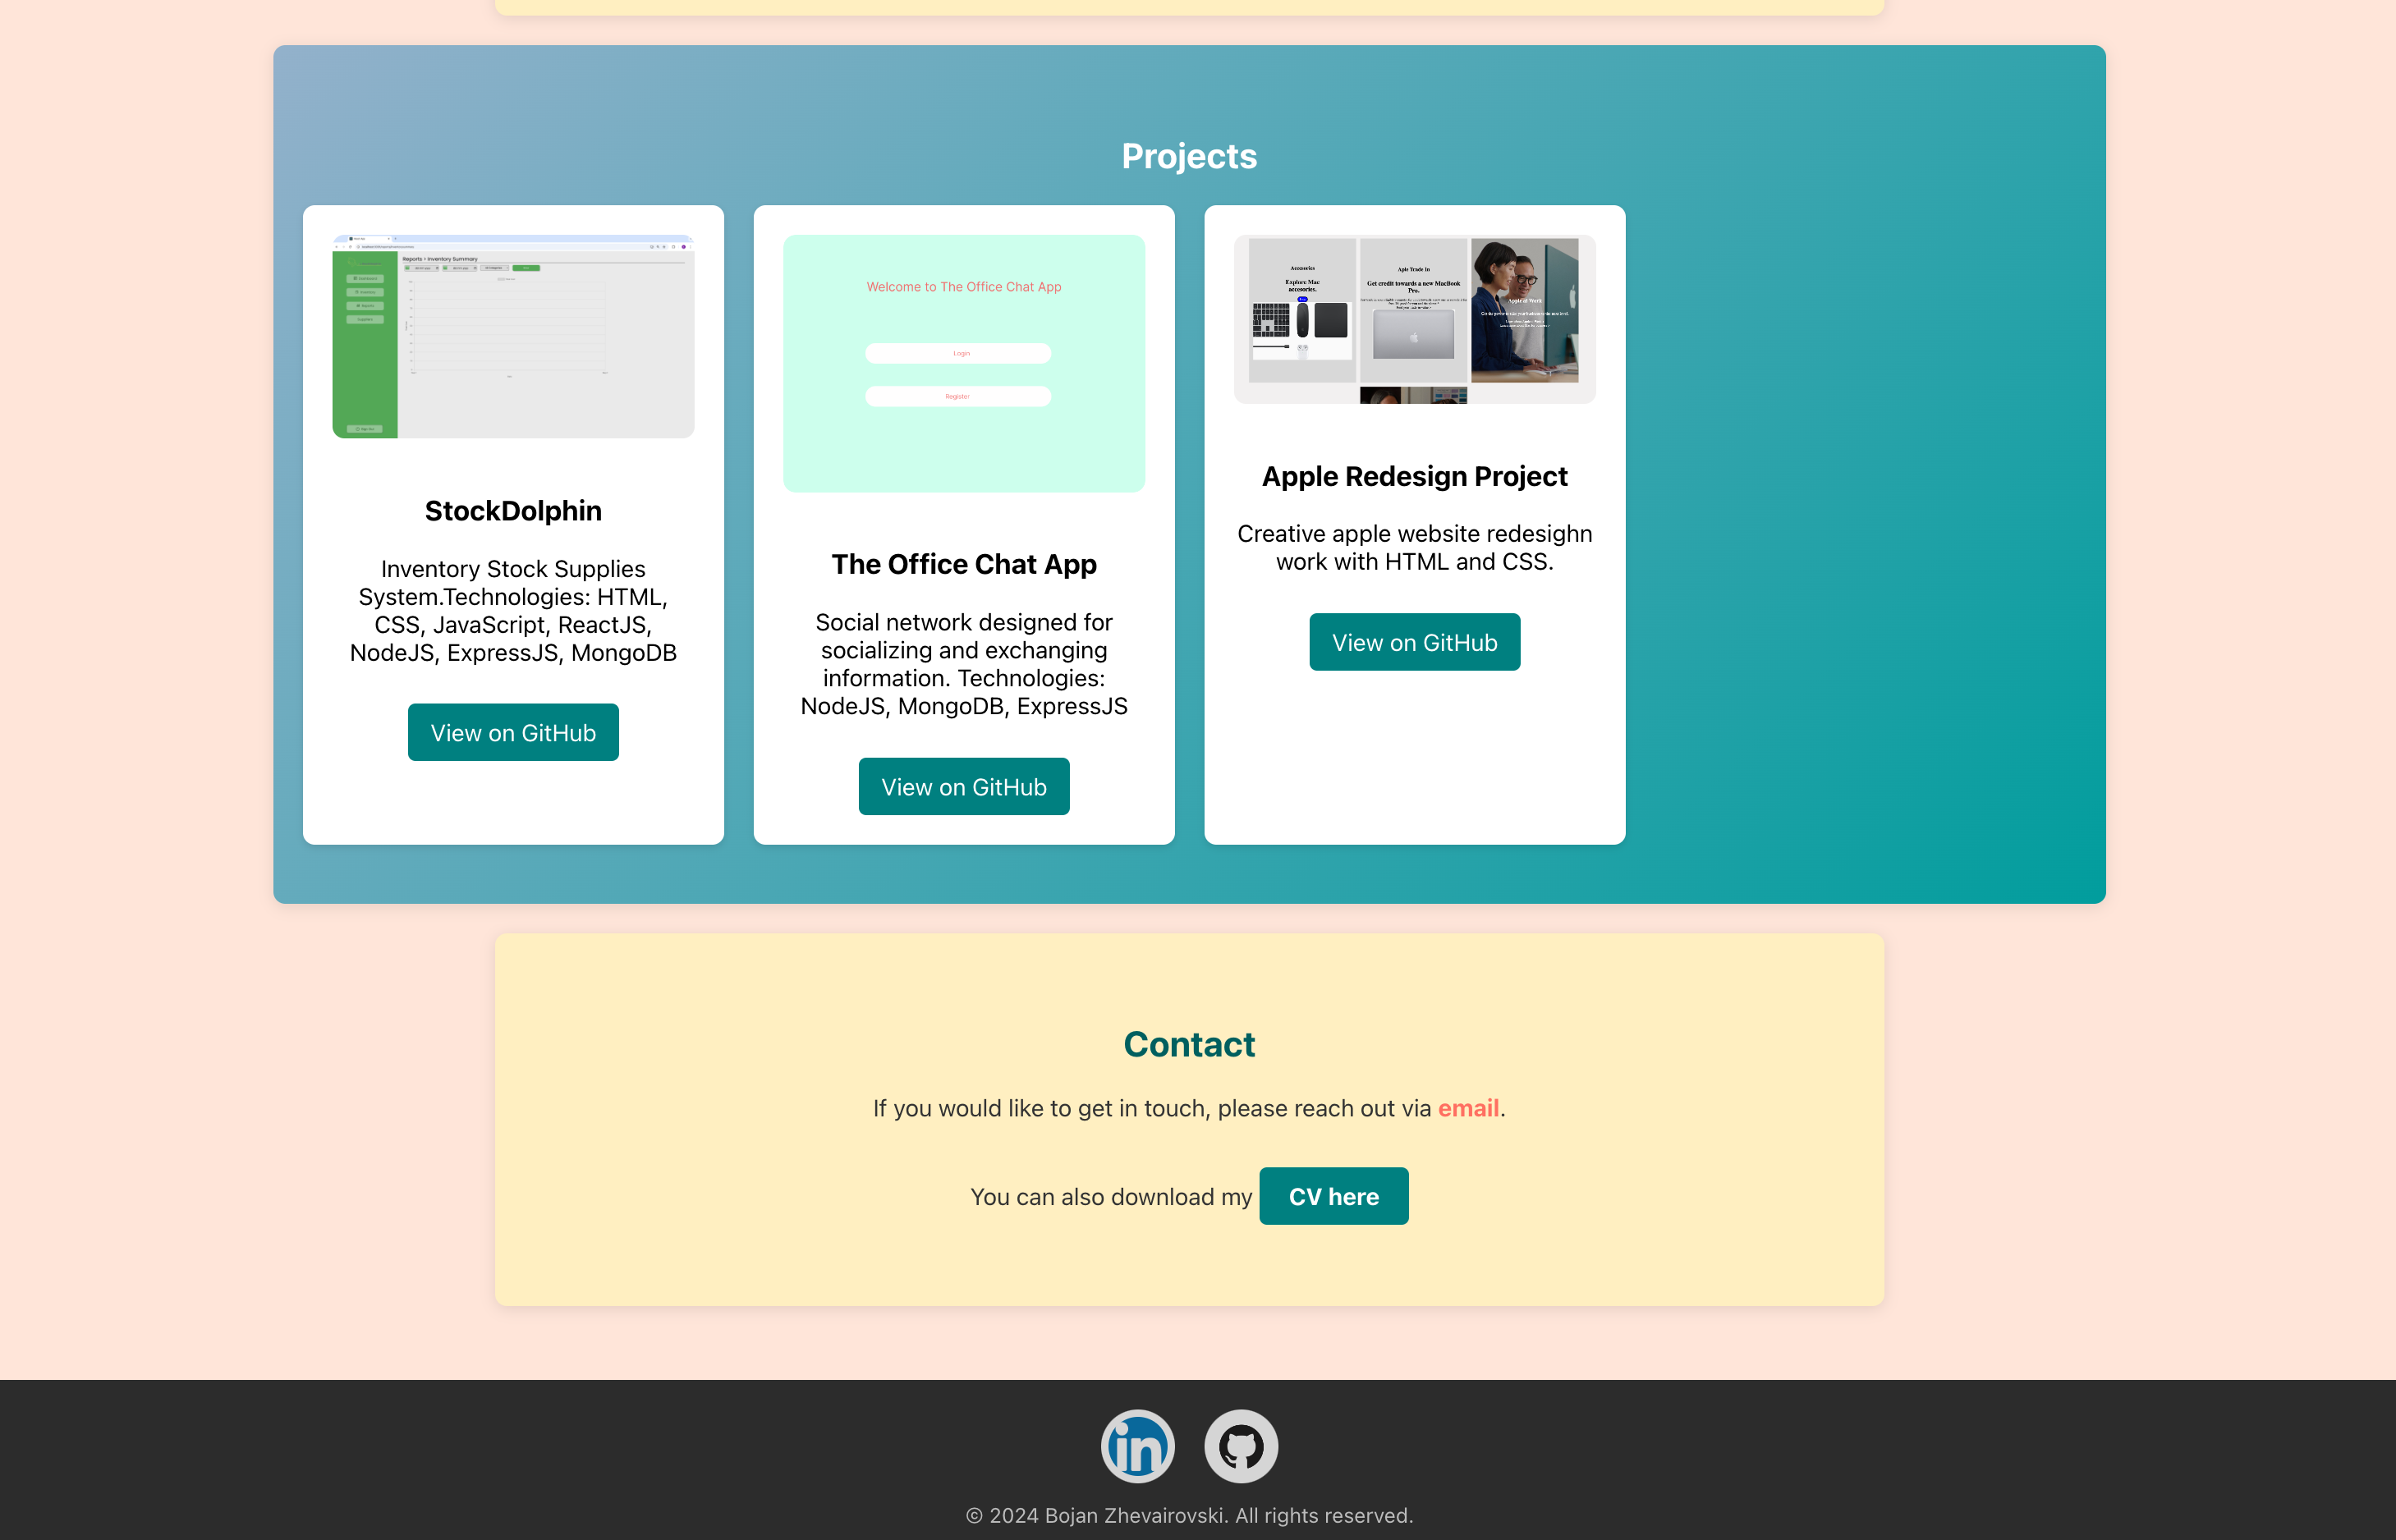 Projects
Reports > Inventory Summary
StockDolphin
Inventory Stock Supplies
System.Technologies: HTML,
CSS, JavaScript, ReactJS,
NodeJS, ExpressJS, MongoDB
View on GitHub
Welcome to The Office Chat App
Login
Register
The Office Chat App
Social network designed for
socializing and exchanging
information. Technologies:
NodeJS, MongoDB, ExpressJS
View on GitHub
Accessories
Explore Mac
accessories.
Get credit towards a new MacBook
Pro.
Apple at Work
Apple Redesign Project
Creative apple website redesighn
work with HTML and CSS.
View on GitHub
Contact
If you would like to get in touch, please reach out via email.
You can also download my CV here
in
© 2024 Bojan Zhevairovski. All rights reserved.